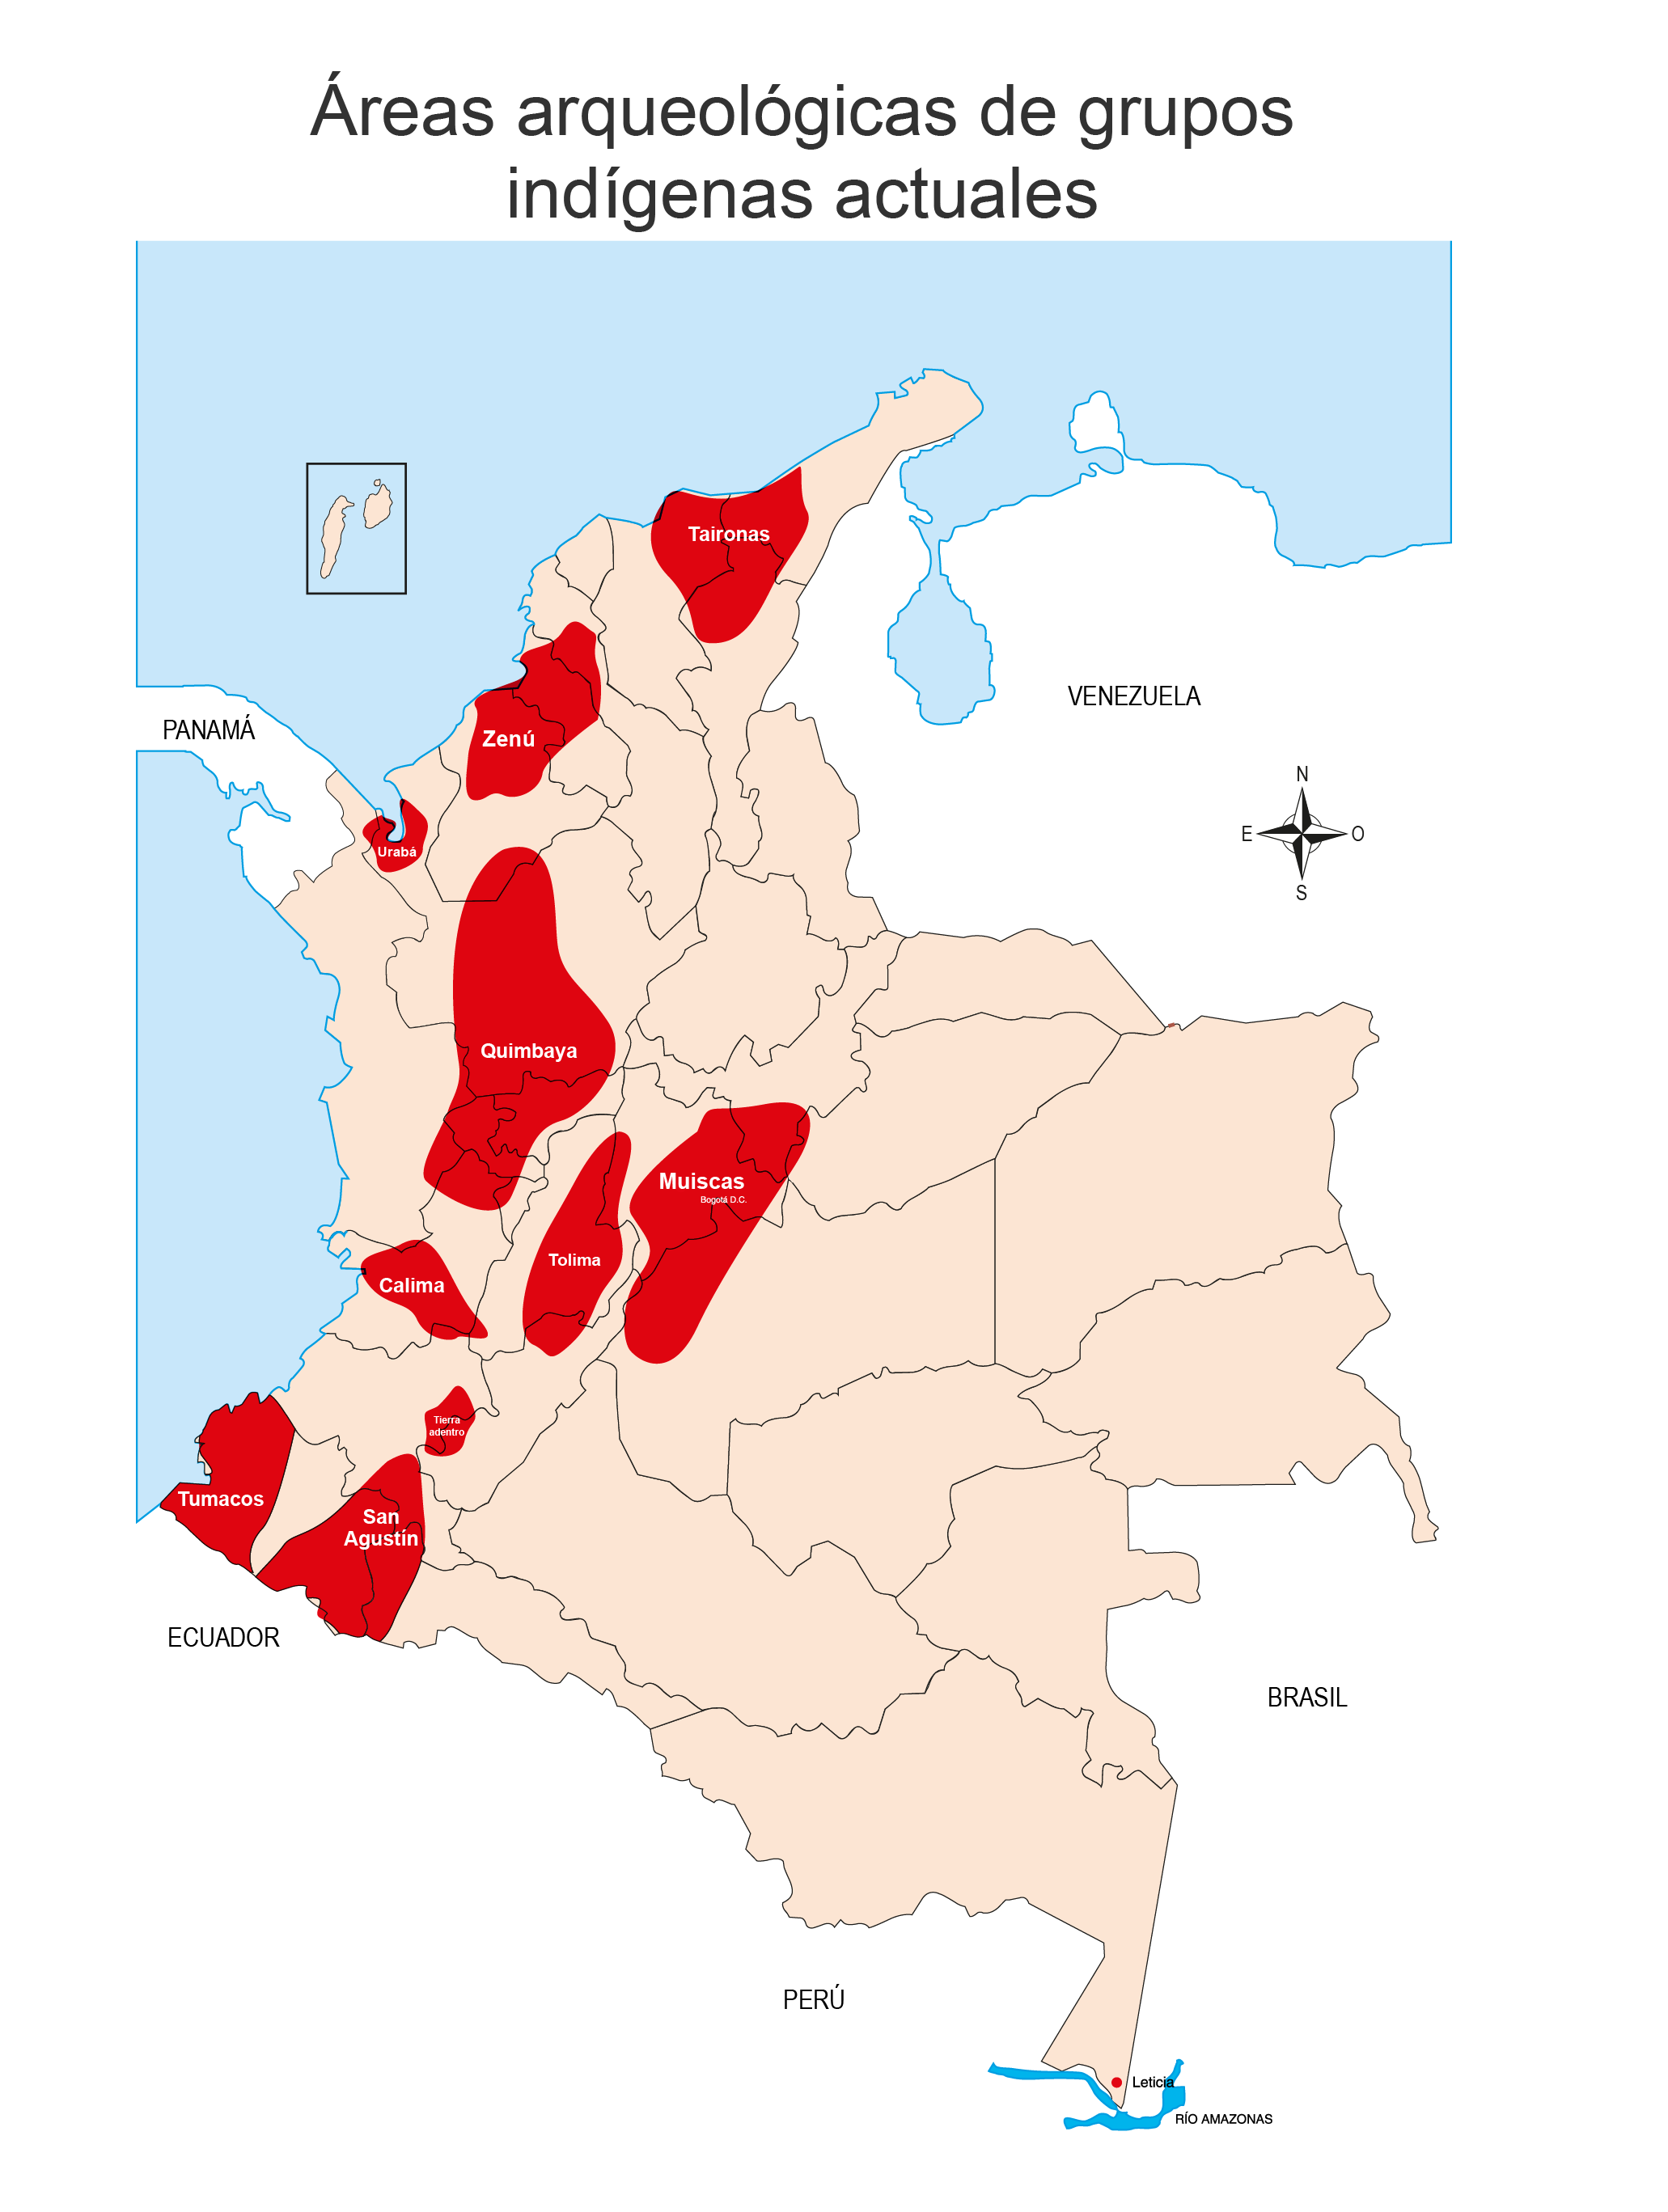 Áreas arqueológicas de grupos
indígenas actuales
Taironas
VENEZUELA
PANAMÁ
Zenú
N
E
O
S
Urabá
Quimbaya
Muiscas
Bogotá D.C.
Tolima
Calima
Tierra
adentro
Tumacos
San
Agustín
ECUADOR
BRASIL
PERÚ
Leticia
RÍO AMAZONAS